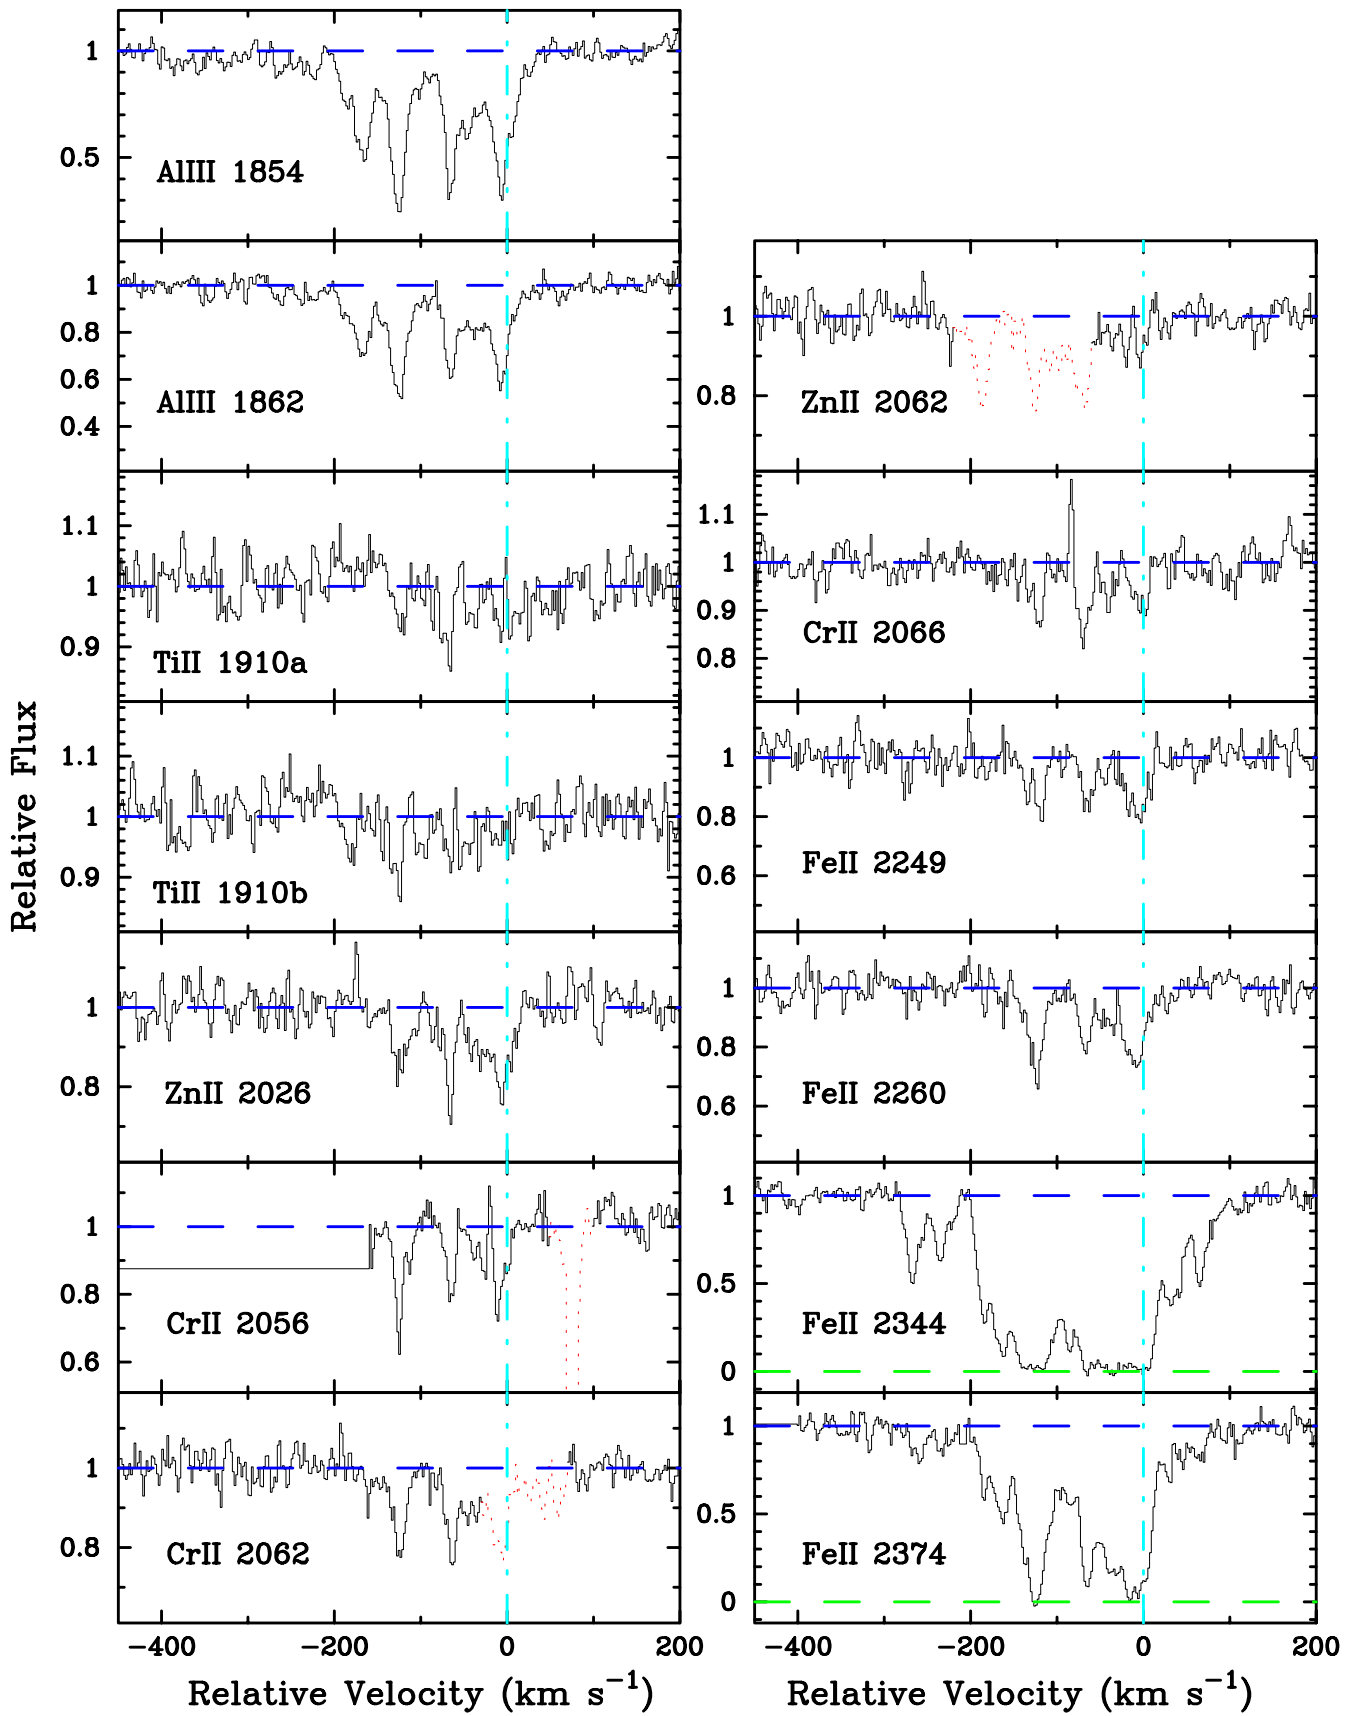 1
0.5
AlIII 1854
1
0.8
0.6
0.4
AlIII 1862
1.1
1
0.9
TiII 1910a
1.1
1
0.9
TiII 1910b
1
0.8
ZnII 2026
1
0.8
0.6
CrII 2056
1
0.8
CrII 2062
-400 -200 0 200
Relative Velocity (km s⁻¹)
Relative Flux
1
0.8
ZnII 2062
1.1
1
0.9
0.8
CrII 2066
1
0.8
0.6
FeII 2249
1
0.8
0.6
FeII 2260
1
0.5
0
FeII 2344
1
0.5
0
FeII 2374
-400 -200 0 200
Relative Velocity (km s⁻¹)